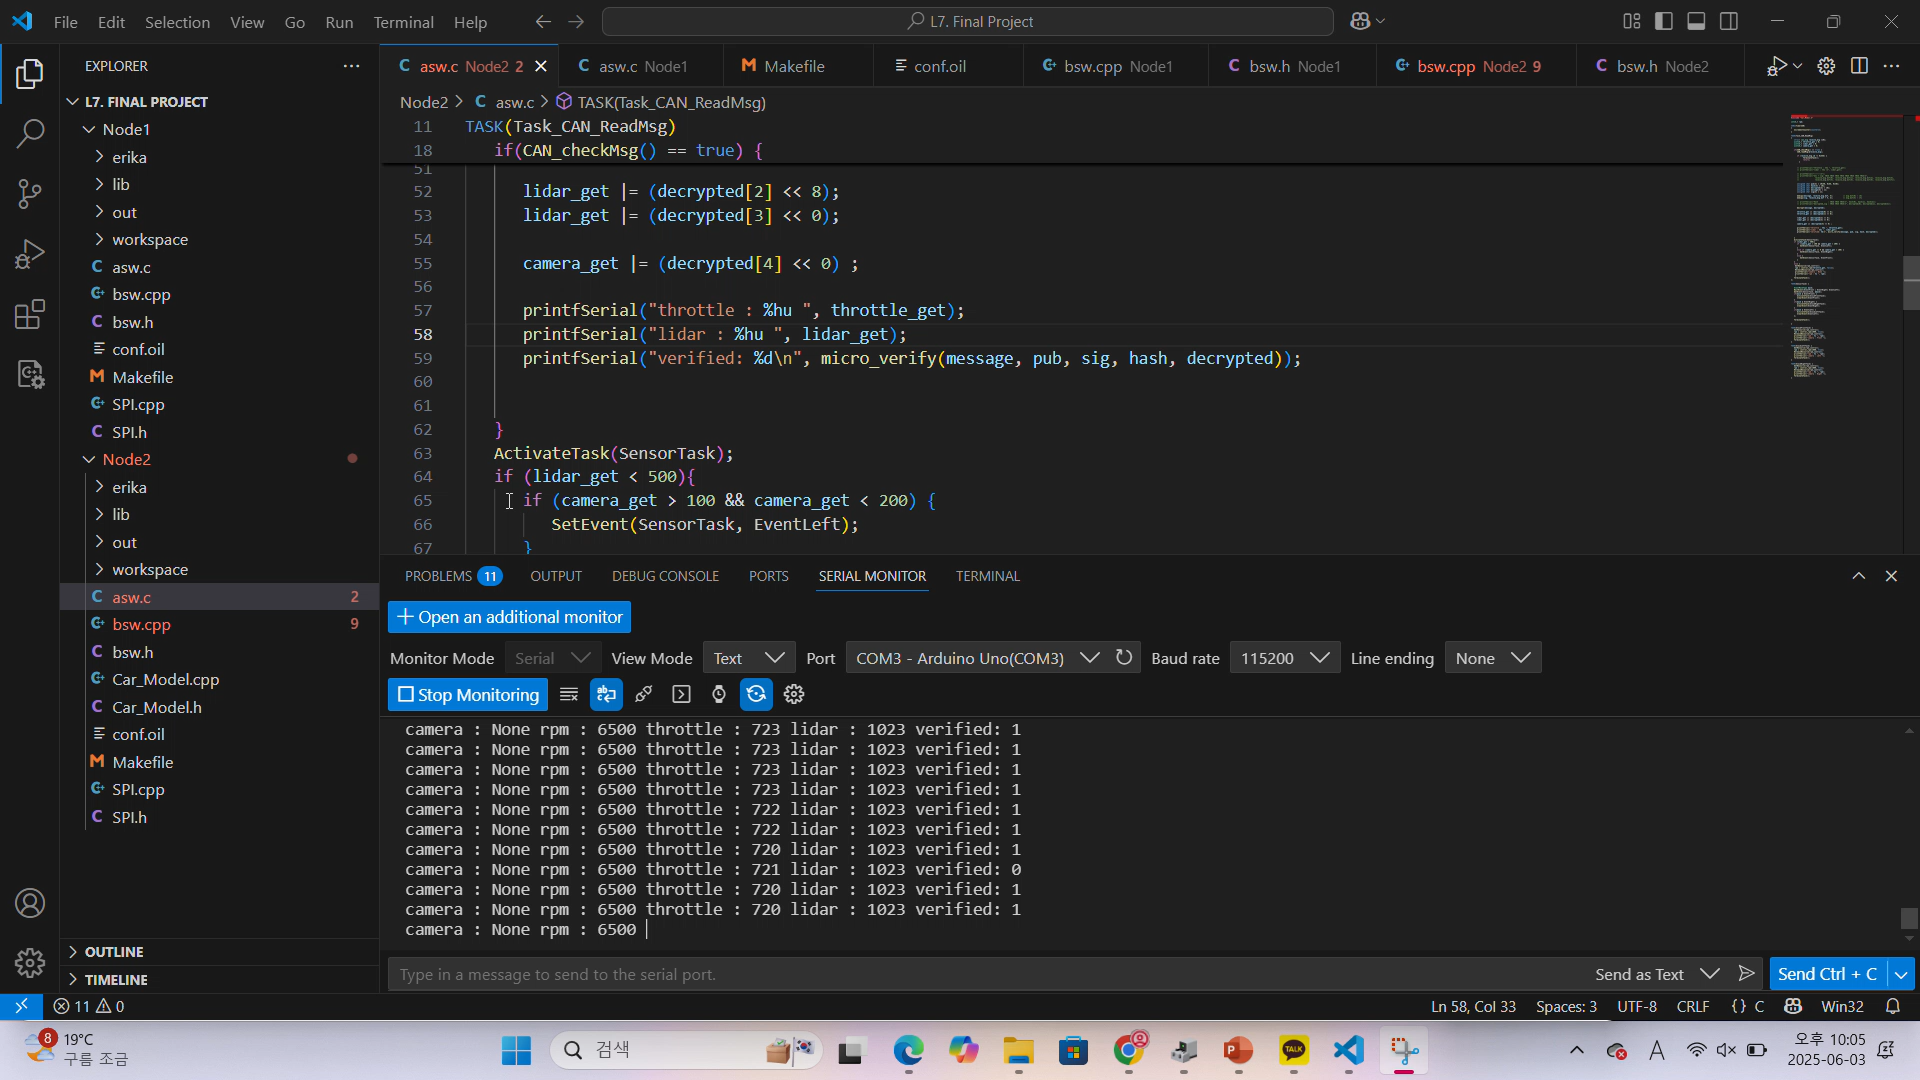 File Edit Selection View Go Run Terminal Help
L7. Final Project
EXPLORER
asw.c Node2 2
asw.c Node1
Makefile
conf.oil
bsw.cpp Node1
bsw.h Node1
bsw.cpp Node2 9
bsw.h Node2
L7. FINAL PROJECT
Node1
erika
lib
out
workspace
asw.c
bsw.cpp
bsw.h
conf.oil
Makefile
SPI.cpp
SPI.h
Node2
erika
lib
out
workspace
asw.c 2
bsw.cpp 9
bsw.h
Car_Model.cpp
Car_Model.h
conf.oil
Makefile
SPI.cpp
SPI.h
OUTLINE
TIMELINE
Node2 > asw.c > TASK(Task_CAN_ReadMsg)
11 TASK(Task_CAN_ReadMsg)
18 if(CAN_checkMsg() == true) {
51
52 lidar_get |= (decrypted[2] << 8);
53 lidar_get |= (decrypted[3] << 0);
54
55 camera_get |= (decrypted[4] << 0) ;
56
57 printfSerial("throttle : %hu ", throttle_get);
58 printfSerial("lidar : %hu ", lidar_get);
59 printfSerial("verified: %d\n", micro_verify(message, pub, sig, hash, decrypted));
60
61
62 }
63 ActivateTask(SensorTask);
64 if (lidar_get < 500){
65 if (camera_get > 100 && camera_get < 200) {
66 SetEvent(SensorTask, EventLeft);
67 }
PROBLEMS 11 OUTPUT DEBUG CONSOLE PORTS SERIAL MONITOR TERMINAL
Open an additional monitor
Monitor Mode Serial View Mode Text Port COM3 - Arduino Uno(COM3) Baud rate 115200 Line ending None
Stop Monitoring
camera : None rpm : 6500 throttle : 723 lidar : 1023 verified: 1
camera : None rpm : 6500 throttle : 723 lidar : 1023 verified: 1
camera : None rpm : 6500 throttle : 723 lidar : 1023 verified: 1
camera : None rpm : 6500 throttle : 723 lidar : 1023 verified: 1
camera : None rpm : 6500 throttle : 722 lidar : 1023 verified: 1
camera : None rpm : 6500 throttle : 722 lidar : 1023 verified: 1
camera : None rpm : 6500 throttle : 720 lidar : 1023 verified: 1
camera : None rpm : 6500 throttle : 721 lidar : 1023 verified: 0
camera : None rpm : 6500 throttle : 720 lidar : 1023 verified: 1
camera : None rpm : 6500 throttle : 720 lidar : 1023 verified: 1
camera : None rpm : 6500
Type in a message to send to the serial port.
Send as Text
Send Ctrl + C
11 0
Ln 58, Col 33 Spaces: 3 UTF-8 CRLF {} C Win32
8
19°C
구름 조금
검색
TALK
A
오후 10:05
2025-06-03